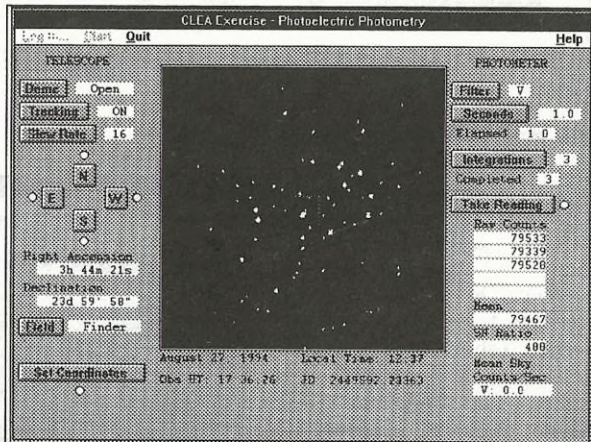 CLEA Exercise - Photoelectric Photometry
Log in... Start Quit Help
TELESCOPE
Dome Open
Tracking ON
Slew Rate 16
N
E W
S
Right Ascension
3h 44m 21s
Declination
23d 59' 58"
Field Finder
Set Coordinates
August 27 1994 Local Time 12 37
Obs UT: 17 36:26 JD 2449592 23363
PHOTOMETER
Filter V
Seconds 1.0
Elapsed 1.0
Integrations 3
Completed 3
Take Reading
Raw Counts
79533
79339
79528
Mean
79467
SN Ratio
400
Mean Sky
Counts Sec
V: 0.0